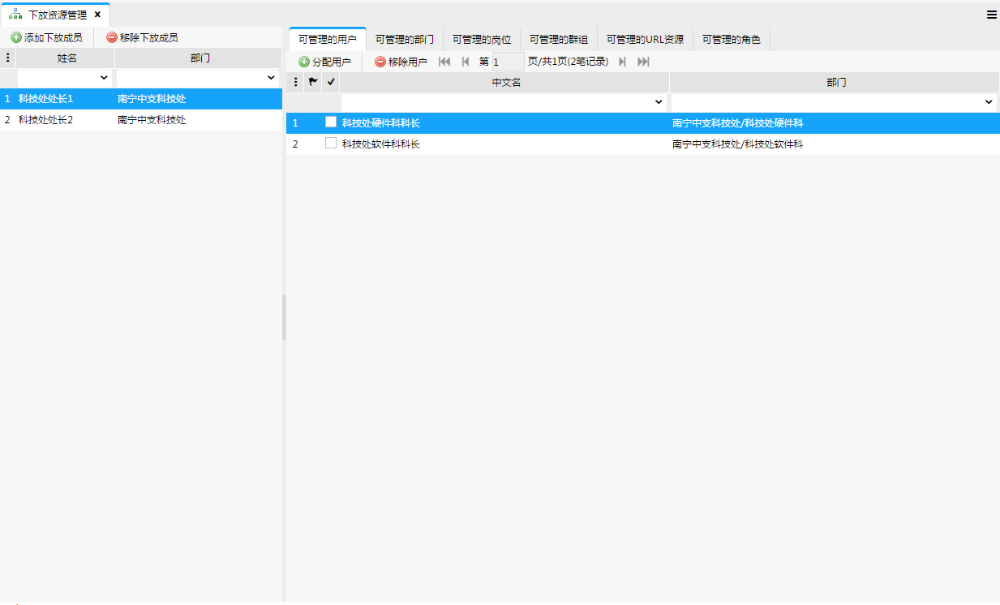 下放资源管理
添加下放成员 移除下放成员
姓名 部门
1 科技处处长1 南宁中支科技处
2 科技处处长2 南宁中支科技处
可管理的用户 可管理的部门 可管理的岗位 可管理的群组 可管理的URL资源 可管理的角色
分配用户 移除用户 第 1 页/共1页(2笔记录)
中文名 部门
1 科技处硬件科科长 南宁中支科技处/科技处硬件科
2 科技处软件科科长 南宁中支科技处/科技处软件科